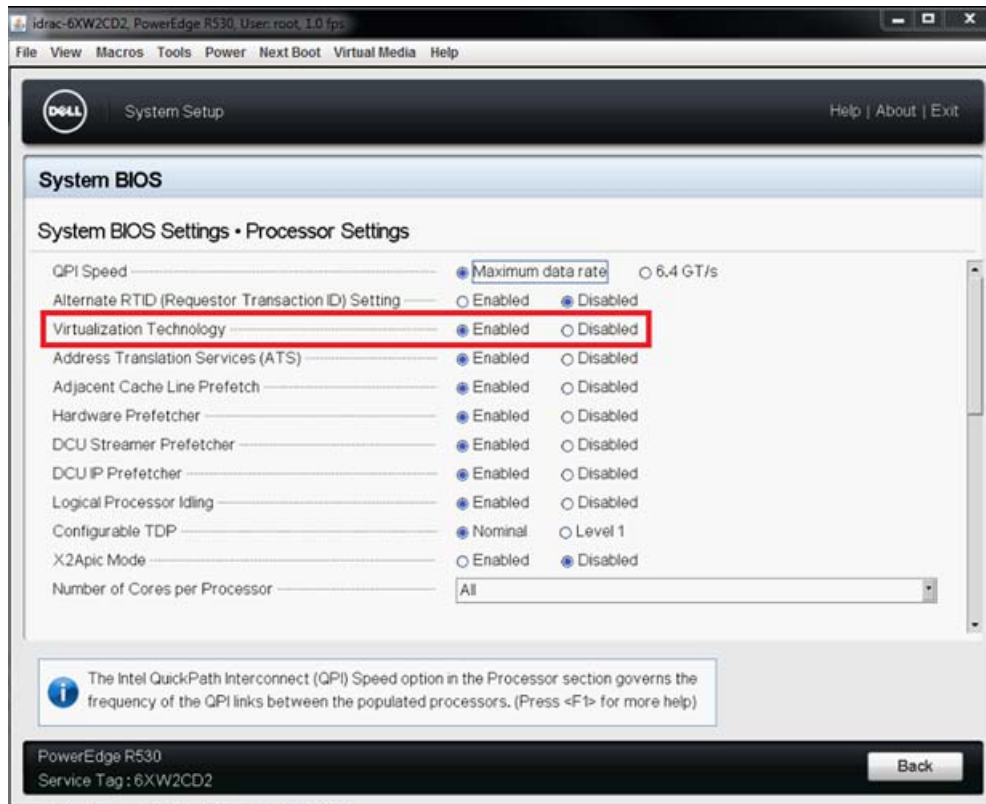 idrac-6XW2CD2, PowerEdge R530, User: root, 1.0 fps
File View Macros Tools Power Next Boot Virtual Media Help
DELL System Setup Help | About | Exit
System BIOS
System BIOS Settings • Processor Settings
QPI Speed Maximum data rate 6.4 GT/s
Alternate RTID (Requestor Transaction ID) Setting Enabled Disabled
Virtualization Technology Enabled Disabled
Address Translation Services (ATS) Enabled Disabled
Adjacent Cache Line Prefetch Enabled Disabled
Hardware Prefetcher Enabled Disabled
DCU Streamer Prefetcher Enabled Disabled
DCU IP Prefetcher Enabled Disabled
Logical Processor Idling Enabled Disabled
Configurable TDP Nominal Level 1
X2Apic Mode Enabled Disabled
Number of Cores per Processor All
The Intel QuickPath Interconnect (QPI) Speed option in the Processor section governs the
frequency of the QPI links between the populated processors. (Press <F1> for more help)
PowerEdge R530
Service Tag : 6XW2CD2
Back